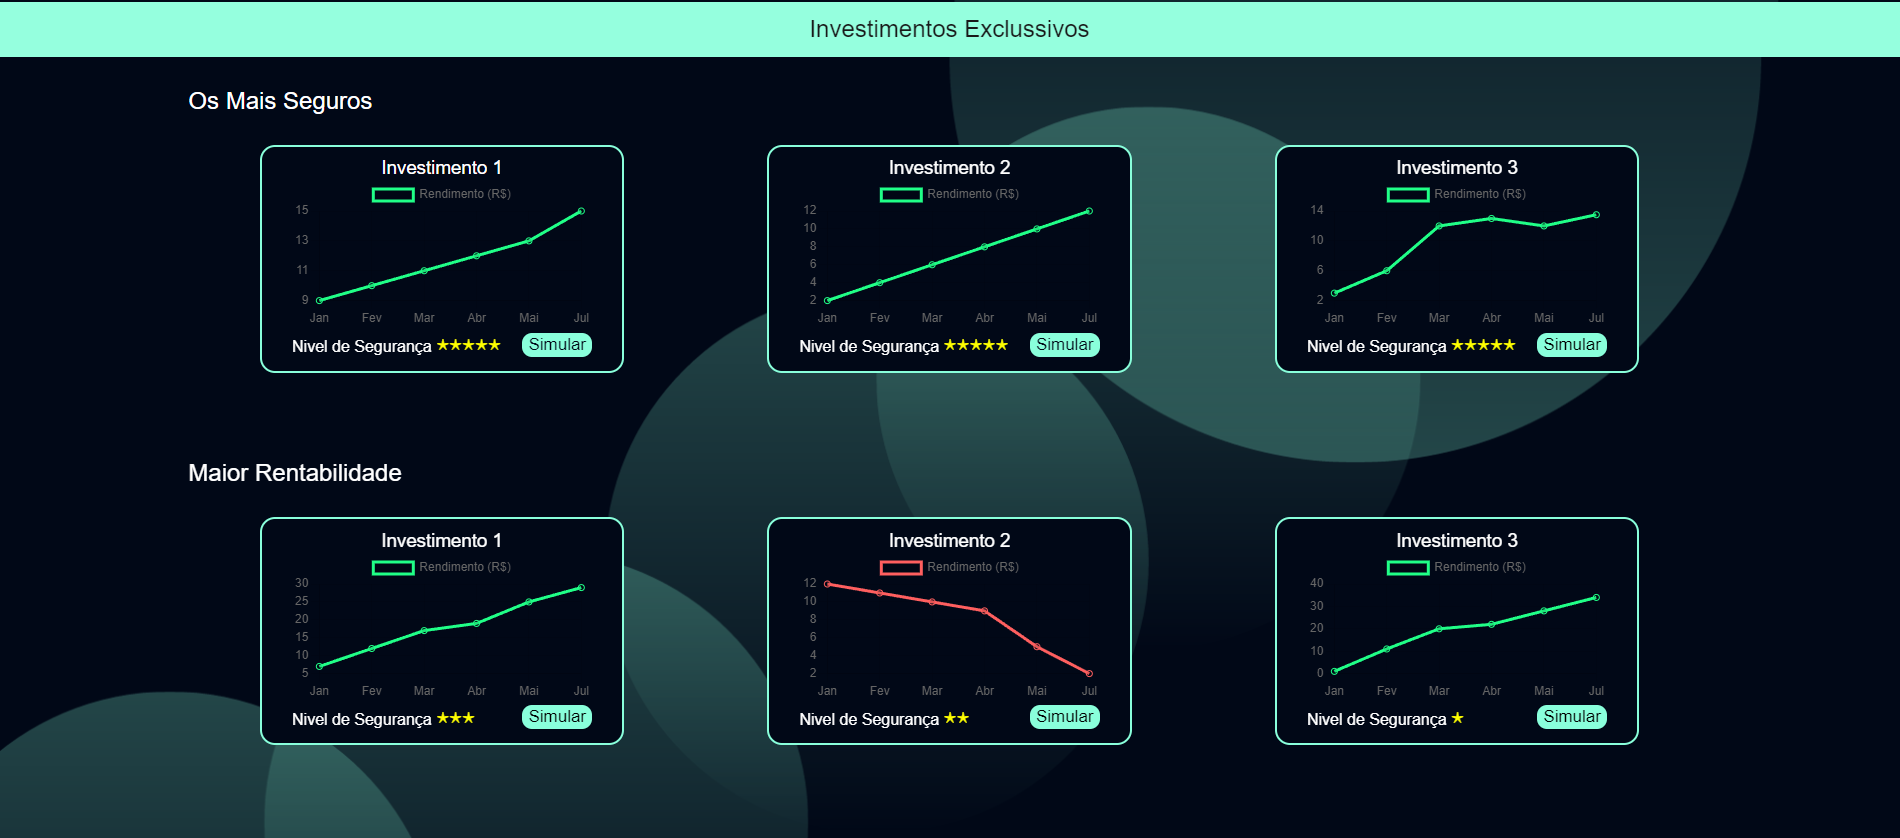 Investimentos Exclussivos
Os Mais Seguros
Investimento 1
Rendimento (R$)
15
13
11
9
Jan Fev Mar Abr Mai Jul
Nivel de Segurança ★★★★★ Simular
Investimento 2
Rendimento (R$)
12
10
8
6
4
2
Jan Fev Mar Abr Mai Jul
Nivel de Segurança ★★★★★ Simular
Investimento 3
Rendimento (R$)
14
10
6
2
Jan Fev Mar Abr Mai Jul
Nivel de Segurança ★★★★★ Simular
Maior Rentabilidade
Investimento 1
Rendimento (R$)
30
25
20
15
10
5
Jan Fev Mar Abr Mai Jul
Nivel de Segurança ★★★ Simular
Investimento 2
Rendimento (R$)
12
10
8
6
4
2
Jan Fev Mar Abr Mai Jul
Nivel de Segurança ★★ Simular
Investimento 3
Rendimento (R$)
40
30
20
10
0
Jan Fev Mar Abr Mai Jul
Nivel de Segurança ★ Simular